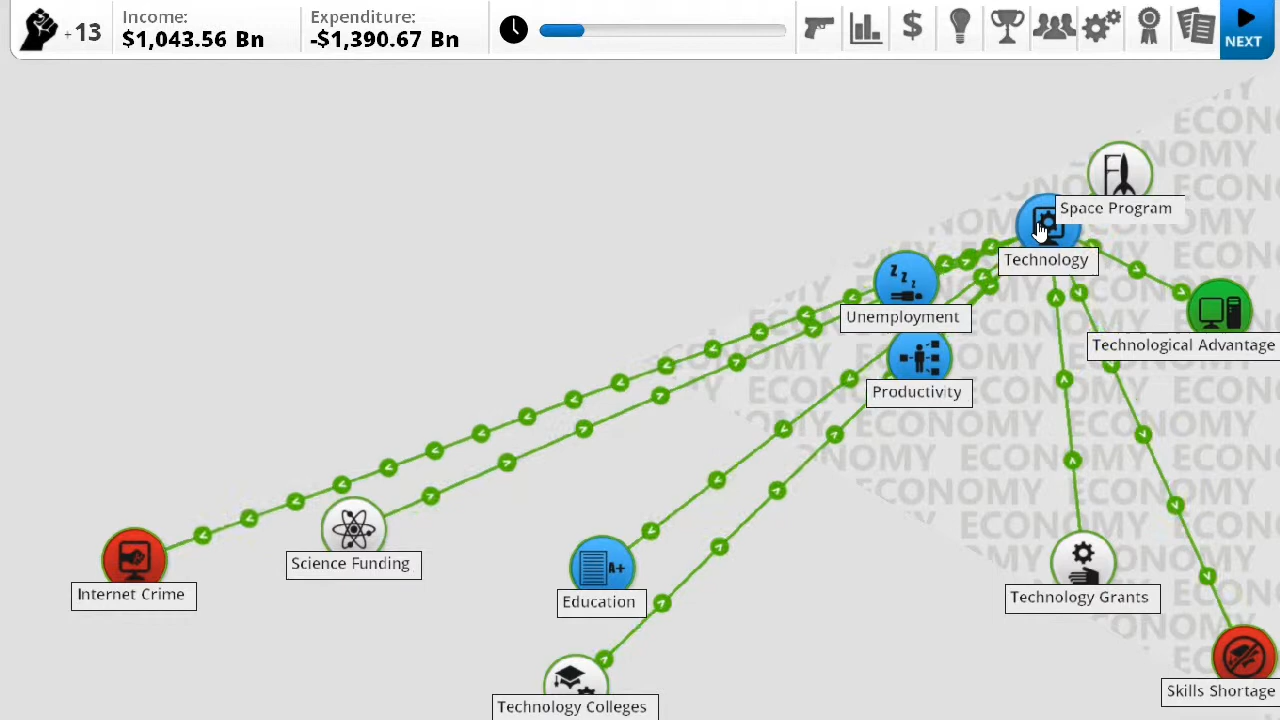 Income:
Expenditure:
+13
$1,043.56 Bn
-$1,390.67 Bn
NEXT
ECONOMY
Space Program
Technology
Unemployment
Technological Advantage
Productivity
A+
Science Funding
Internet Crime
Education
Technology Grants
Skills Shortage
Technology Colleges